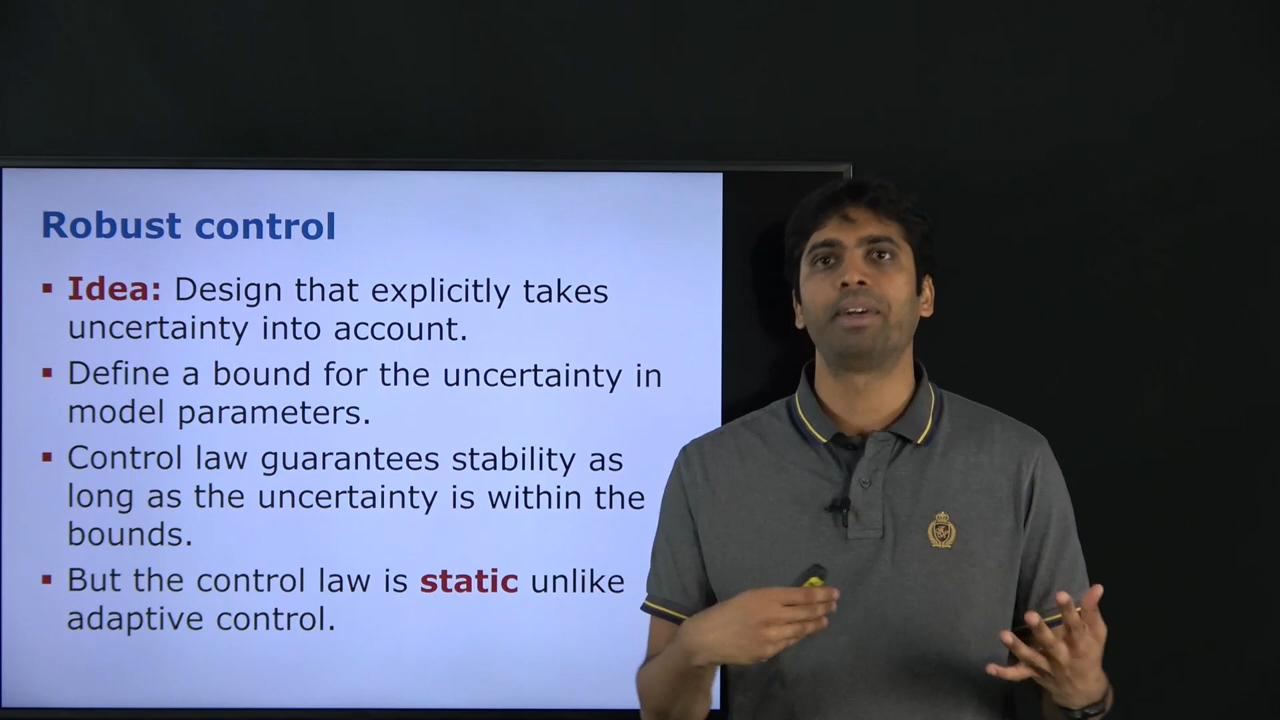 Robust control
▪ Idea: Design that explicitly takes
uncertainty into account.
▪ Define a bound for the uncertainty in
model parameters.
▪ Control law guarantees stability as
long as the uncertainty is within the
bounds.
▪ But the control law is static unlike
adaptive control.